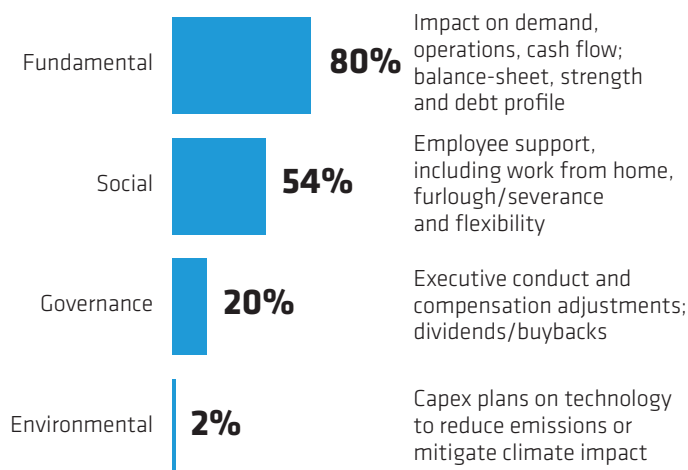 Fundamental
80%
Impact on demand,
operations, cash flow;
balance-sheet, strength
and debt profile
Social
54%
Employee support,
including work from home,
furlough/severance
and flexibility
Governance
20%
Executive conduct and
compensation adjustments;
dividends/buybacks
Environmental
2%
Capex plans on technology
to reduce emissions or
mitigate climate impact